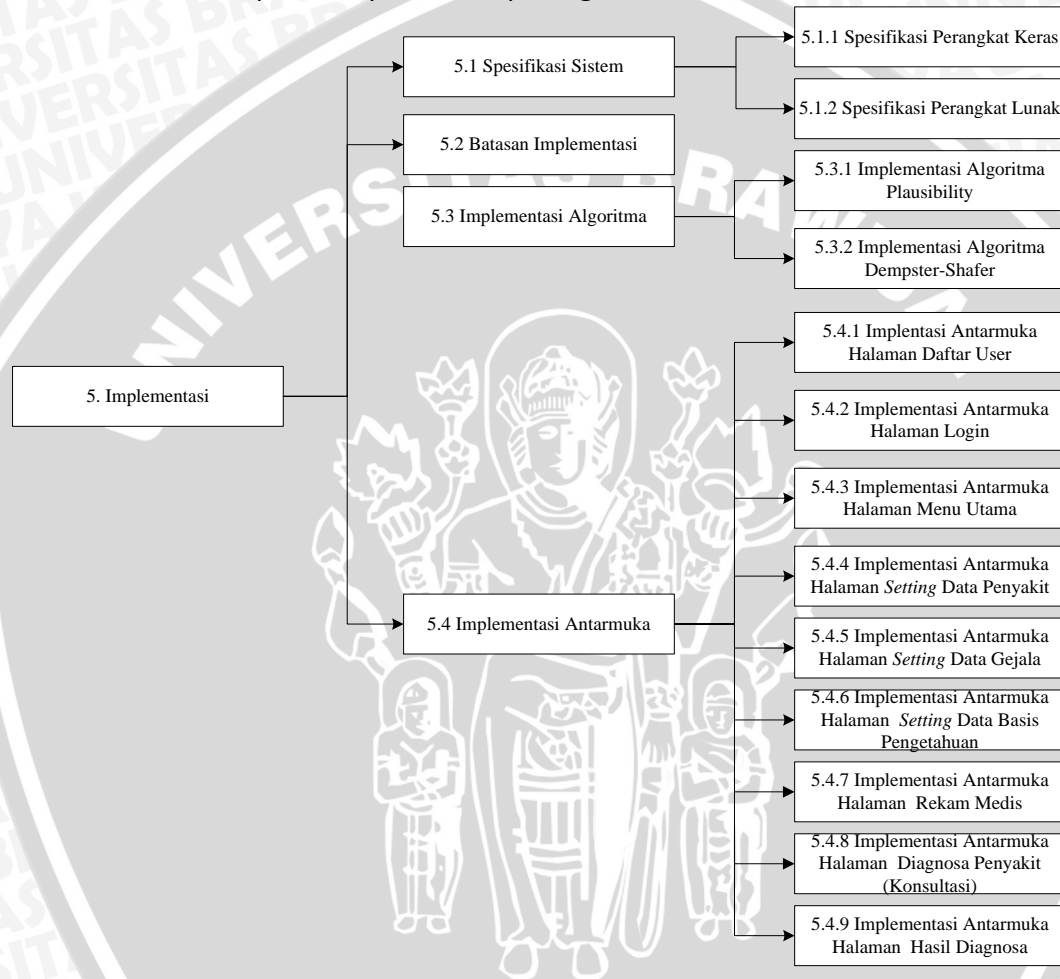 5.1 Spesifikasi Sistem
5.1.1 Spesifikasi Perangkat Keras
5.1.2 Spesifikasi Perangkat Lunak
5.2 Batasan Implementasi
5.3 Implementasi Algoritma
5.3.1 Implementasi Algoritma
Plausibility
5.3.2 Implementasi Algoritma
Dempster-Shafer
5. Implementasi
5.4 Implementasi Antarmuka
5.4.1 Implentasi Antarmuka
Halaman Daftar User
5.4.2 Implementasi Antarmuka
Halaman Login
5.4.3 Implementasi Antarmuka
Halaman Menu Utama
5.4.4 Implementasi Antarmuka
Halaman Setting Data Penyakit
5.4.5 Implementasi Antarmuka
Halaman Setting Data Gejala
5.4.6 Implementasi Antarmuka
Halaman Setting Data Basis
Pengetahuan
5.4.7 Implementasi Antarmuka
Halaman Rekam Medis
5.4.8 Implementasi Antarmuka
Halaman Diagnosa Penyakit
(Konsultasi)
5.4.9 Implementasi Antarmuka
Halaman Hasil Diagnosa
UNIVERSITAS BRAWIJAYA